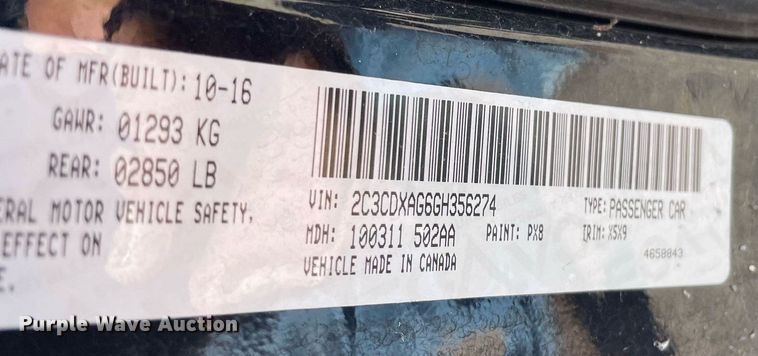 ATE OF MFR(BUILT): 10-16
GAWR: 01293 KG
REAR: 02850 LB
ERAL MOTOR VEHICLE SAFETY,
EFFECT ON
E.
VIN: 2C3CDXAG6GH356274
TYPE: PASSENGER CAR
MDH: 100311 502AA
PAINT: PX8
TRIM: X5X9
VEHICLE MADE IN CANADA
4658043
Purple Wave Auction